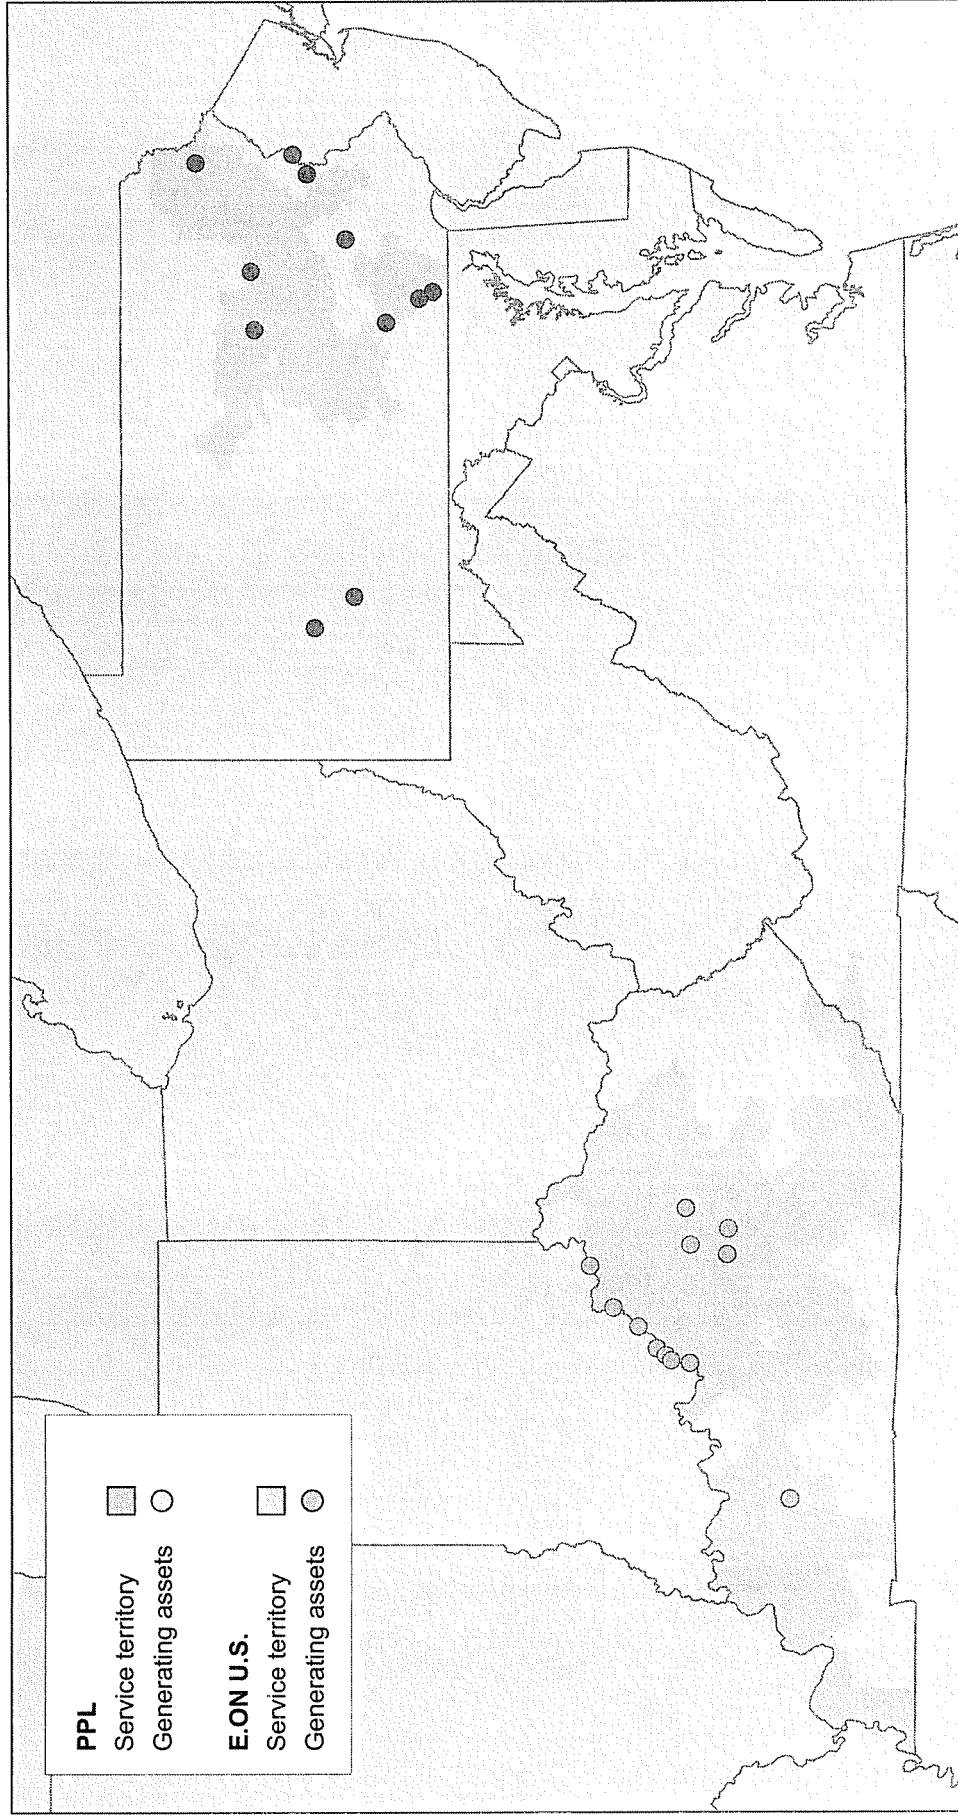 PPL
Service territory
Generating assets
E.ON U.S.
Service territory
Generating assets